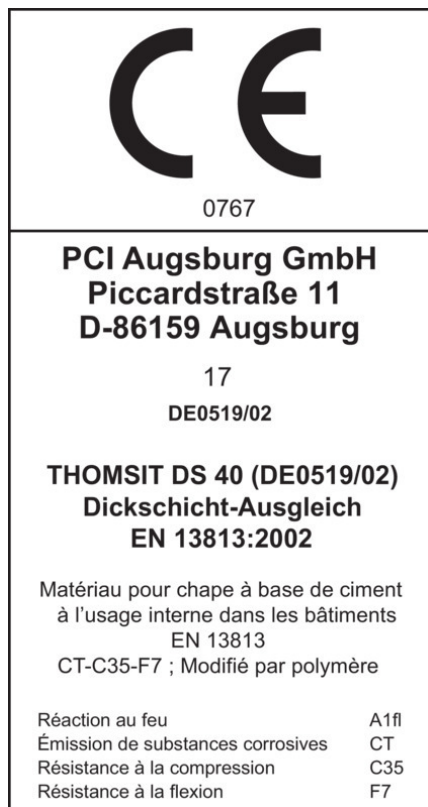 CE
0767
PCI Augsburg GmbH
Piccardstraße 11
D-86159 Augsburg
17
DE0519/02
THOMSIT DS 40 (DE0519/02)
Dickschicht-Ausgleich
EN 13813:2002
Matériau pour chape à base de ciment
à l’usage interne dans les bâtiments
EN 13813
CT-C35-F7 ; Modifié par polymère
Réaction au feu A1fl
Émission de substances corrosives CT
Résistance à la compression C35
Résistance à la flexion F7